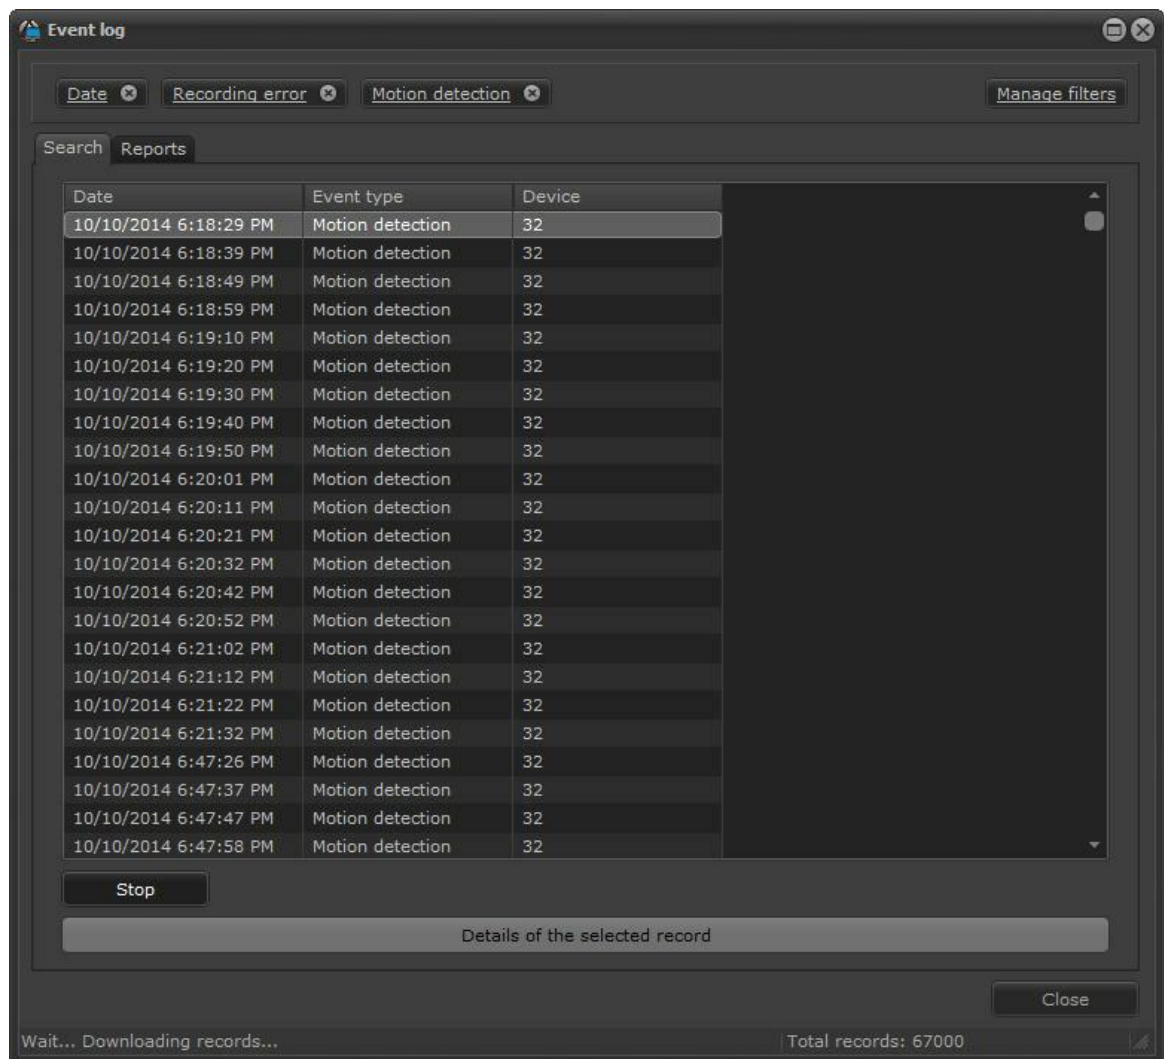 Event log
Date Recording error Motion detection Manage filters
Search Reports
Date Event type Device
10/10/2014 6:18:29 PM Motion detection 32
10/10/2014 6:18:39 PM Motion detection 32
10/10/2014 6:18:49 PM Motion detection 32
10/10/2014 6:18:59 PM Motion detection 32
10/10/2014 6:19:10 PM Motion detection 32
10/10/2014 6:19:20 PM Motion detection 32
10/10/2014 6:19:30 PM Motion detection 32
10/10/2014 6:19:40 PM Motion detection 32
10/10/2014 6:19:50 PM Motion detection 32
10/10/2014 6:20:01 PM Motion detection 32
10/10/2014 6:20:11 PM Motion detection 32
10/10/2014 6:20:21 PM Motion detection 32
10/10/2014 6:20:32 PM Motion detection 32
10/10/2014 6:20:42 PM Motion detection 32
10/10/2014 6:20:52 PM Motion detection 32
10/10/2014 6:21:02 PM Motion detection 32
10/10/2014 6:21:12 PM Motion detection 32
10/10/2014 6:21:22 PM Motion detection 32
10/10/2014 6:21:32 PM Motion detection 32
10/10/2014 6:47:26 PM Motion detection 32
10/10/2014 6:47:37 PM Motion detection 32
10/10/2014 6:47:47 PM Motion detection 32
10/10/2014 6:47:58 PM Motion detection 32
Stop
Details of the selected record
Close
Wait... Downloading records... Total records: 67000